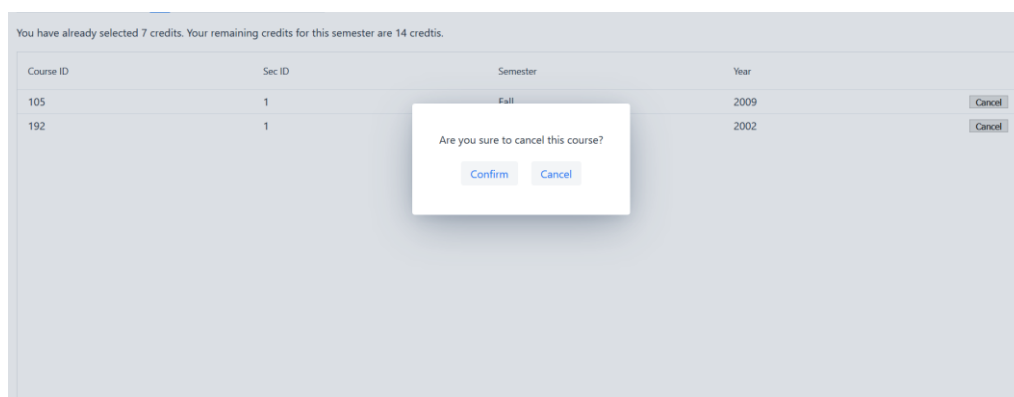 You have already selected 7 credits. Your remaining credits for this semester are 14 credtis.
Course ID Sec ID Semester Year
105 1 Fall 2009 Cancel
192 1 2002 Cancel
Are you sure to cancel this course?
Confirm Cancel